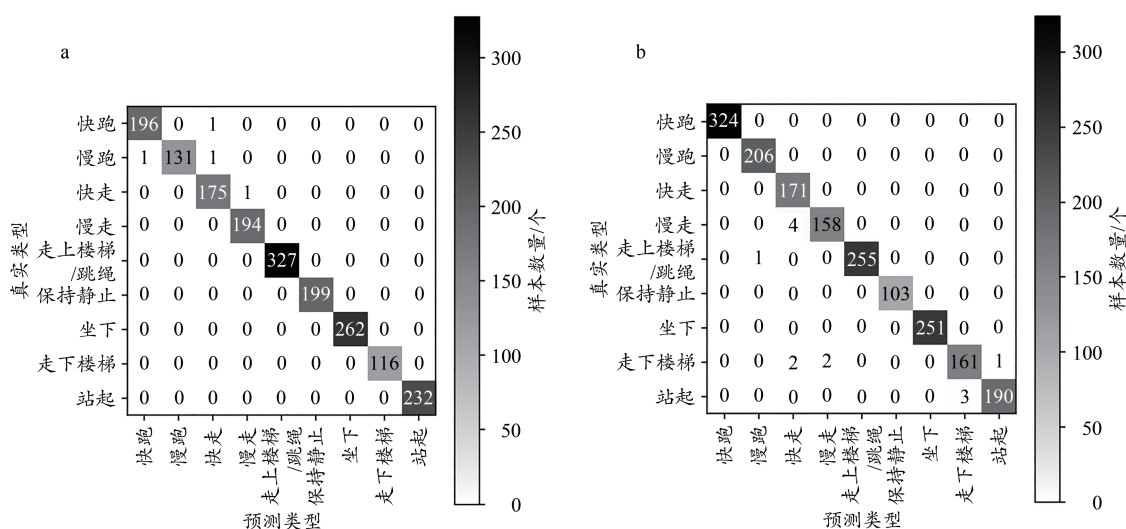 a
快跑 196 0 1 0 0 0 0 0 0
慢跑 1 131 1 0 0 0 0 0 0
快走 0 0 175 1 0 0 0 0 0
慢走 0 0 0 194 0 0 0 0 0
走上楼梯
/跳绳 0 0 0 0 327 0 0 0 0
保持静止 0 0 0 0 0 199 0 0 0
坐下 0 0 0 0 0 0 262 0 0
走下楼梯 0 0 0 0 0 0 0 116 0
站起 0 0 0 0 0 0 0 0 232
真实类型
快跑
慢跑
快走
慢走
走上楼梯
/跳绳
保持静止
坐下
走下楼梯
站起
预测类型
300
250
200
150
100
50
0
样本数量/个
b
快跑 324 0 0 0 0 0 0 0 0
慢跑 0 206 0 0 0 0 0 0 0
快走 0 0 171 0 0 0 0 0 0
慢走 0 0 4 158 0 0 0 0 0
走上楼梯
/跳绳 0 1 0 0 255 0 0 0 0
保持静止 0 0 0 0 0 103 0 0 0
坐下 0 0 0 0 0 0 251 0 0
走下楼梯 0 0 2 2 0 0 0 161 1
站起 0 0 0 0 0 0 0 3 190
真实类型
快跑
慢跑
快走
慢走
走上楼梯
/跳绳
保持静止
坐下
走下楼梯
站起
预测类型
300
250
200
150
100
50
0
样本数量/个